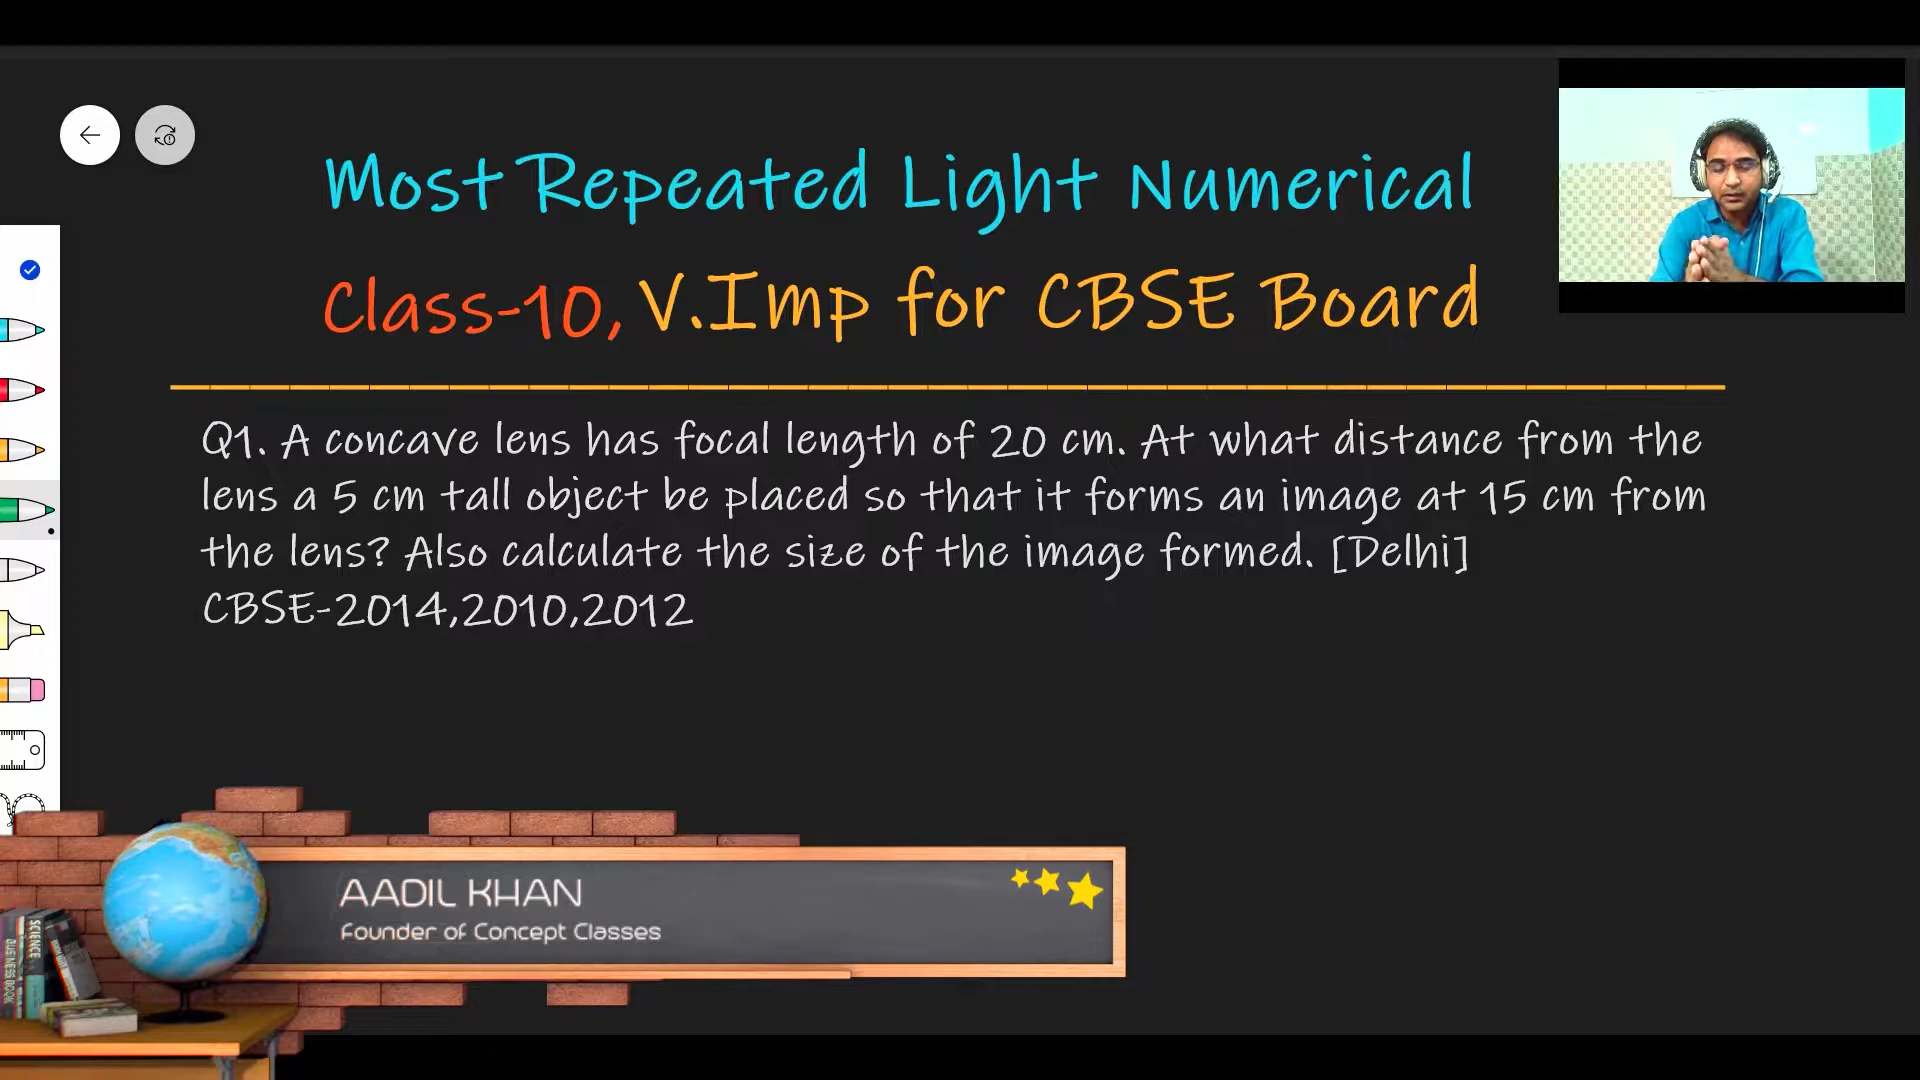 Most Repeated Light Numerical
Class-10, V.Imp for CBSE Board
Q1. A concave lens has focal length of 20 cm. At what distance from the
lens a 5 cm tall object be placed so that it forms an image at 15 cm from
the lens? Also calculate the size of the image formed. [Delhi]
CBSE-2014,2010,2012
AADIL KHAN
Founder of Concept Classes
SCIENCE
BUSINESS BOOK